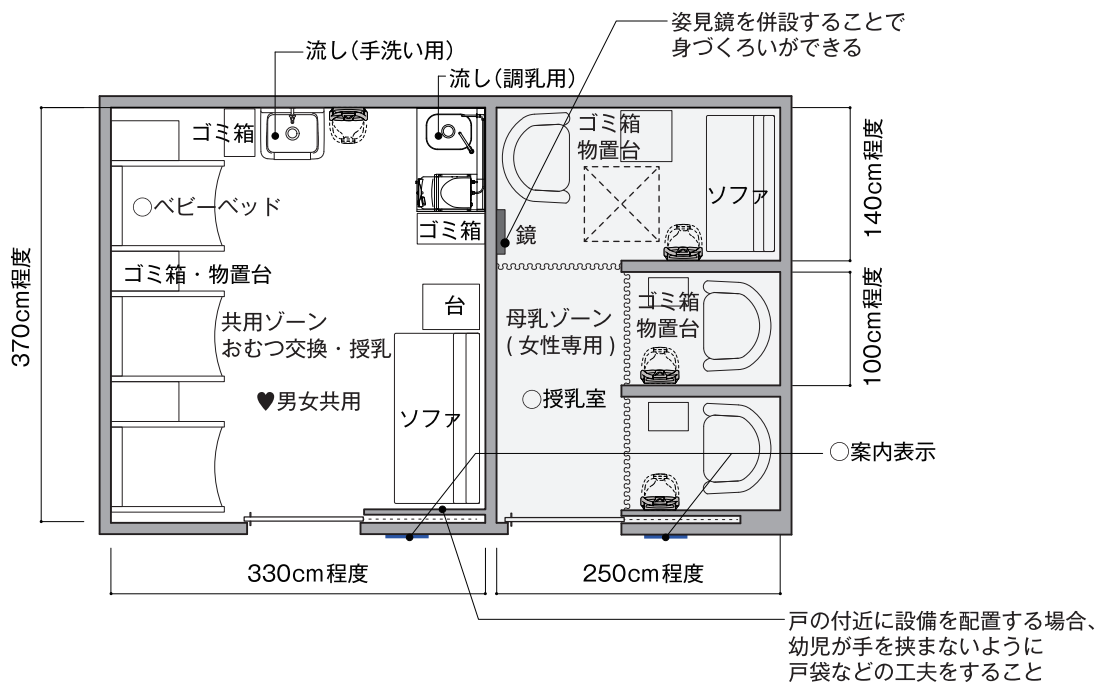 姿見鏡を併設することで
身づくろいができる
流し（手洗い用）
流し（調乳用）
ゴミ箱
ゴミ箱
物置台
ソファ
140cm程度
○ベビーベッド
ゴミ箱
鏡
370cm程度
ゴミ箱・物置台
台
共用ゾーン
おむつ交換・授乳
♥男女共用
ソファ
母乳ゾーン
( 女性専用 )
○授乳室
ゴミ箱
物置台
100cm程度
○案内表示
330cm程度
250cm程度
戸の付近に設備を配置する場合、
幼児が手を挟まないように
戸袋などの工夫をすること